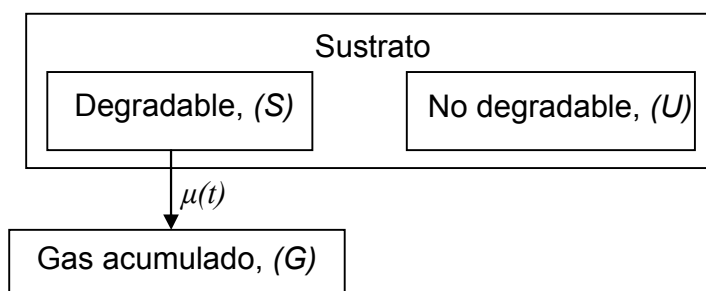 Sustrato
Degradable, (S)
No degradable, (U)
μ(t)
Gas acumulado, (G)